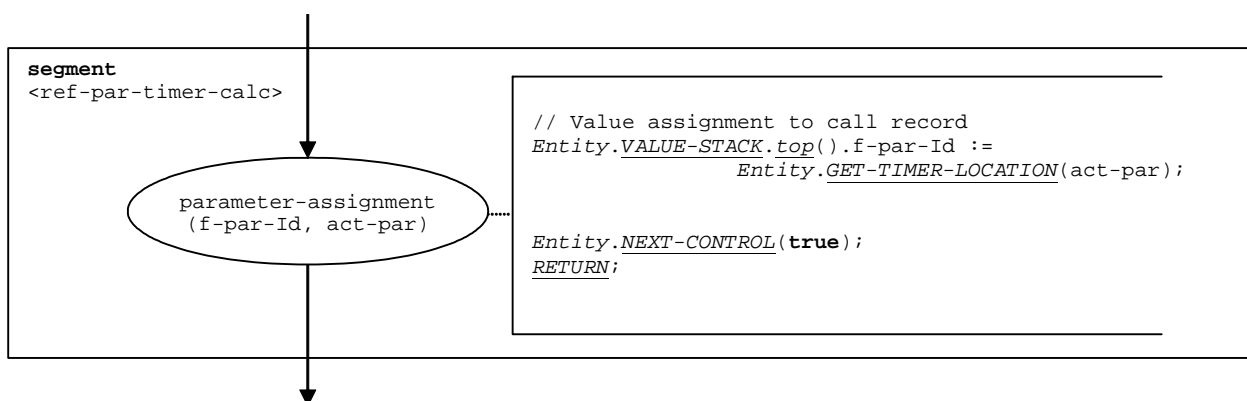 segment
<ref-par-timer-calc>
// Value assignment to call record
Entity.VALUE-STACK.top().f-par-Id :=
Entity.GET-TIMER-LOCATION(act-par);
parameter-assignment
(f-par-Id, act-par)
Entity.NEXT-CONTROL(true);
RETURN;